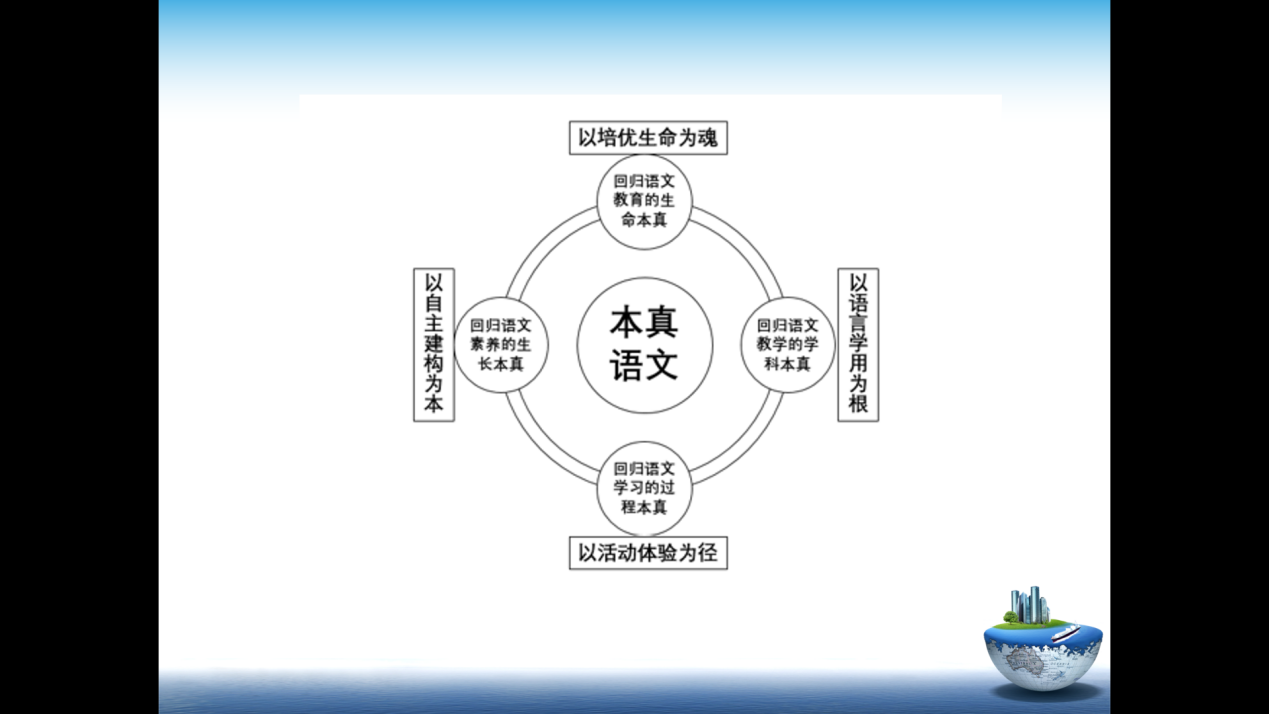 以培优生命为魂
回归语文
教育的生
命本真
以自主建构为本
回归语文
素养的生
长本真
本真
语文
回归语文
教学的学
科本真
以语言学用为根
回归语文
学习的过
程本真
以活动体验为径